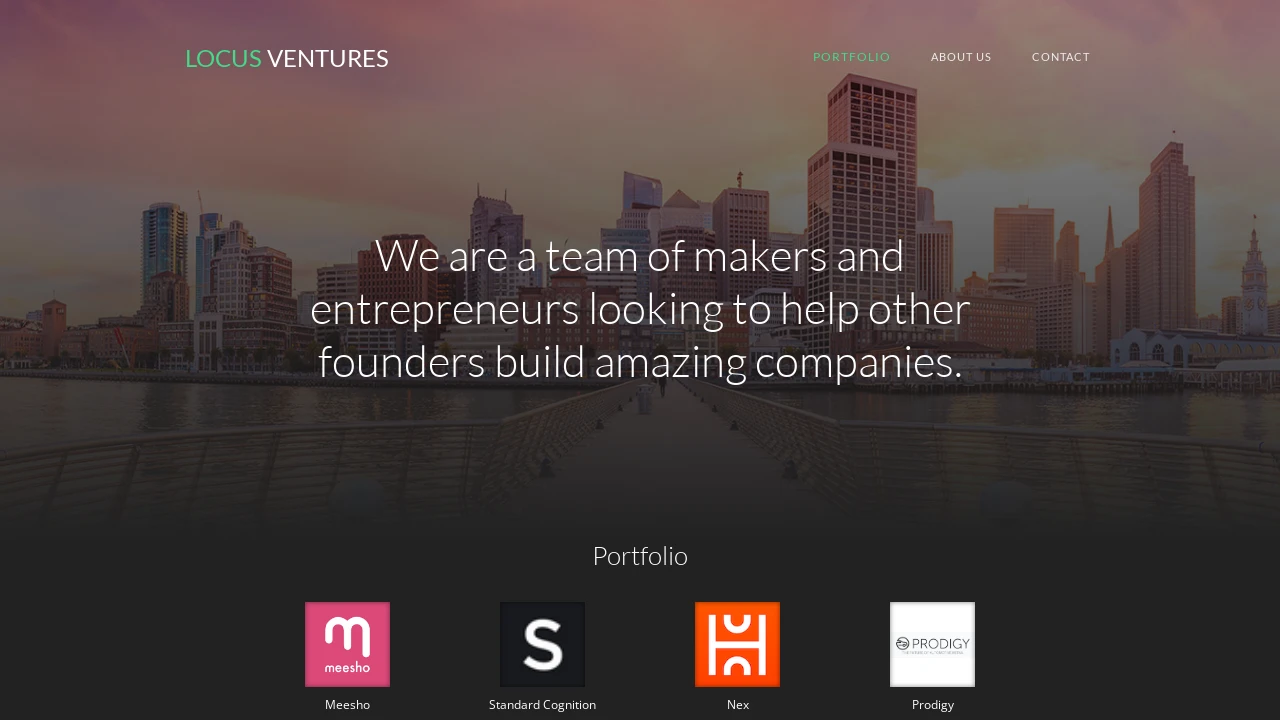 LOCUS VENTURES
PORTFOLIO
ABOUT US
CONTACT
We are a team of makers and
entrepreneurs looking to help other
founders build amazing companies.
Portfolio
meesho
S
PRODIGY
Meesho
Standard Cognition
Nex
Prodigy